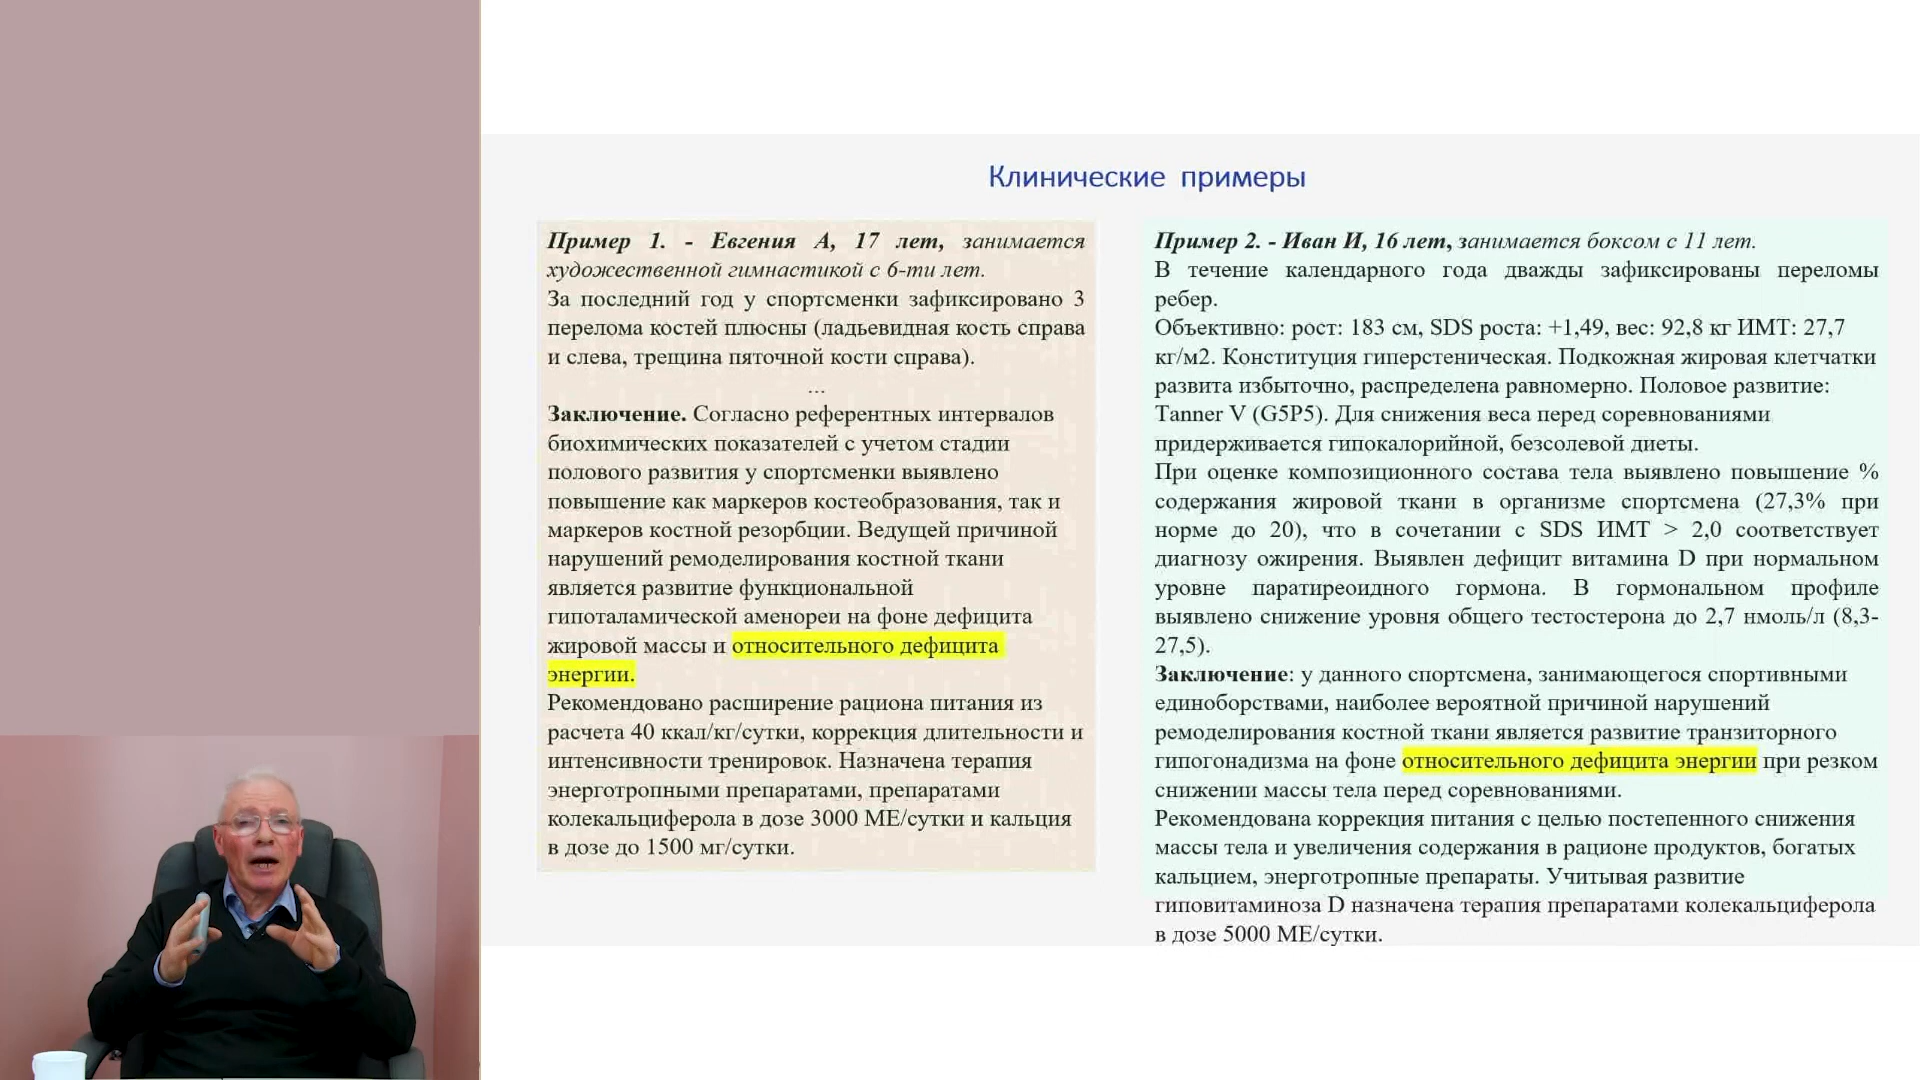 Клинические примеры
Пример 1. - Евгения А, 17 лет, занимается
художественной гимнастикой с 6-ти лет.
За последний год у спортсменки зафиксировано 3
перелома костей плюсны (ладьевидная кость справа
и слева, трещина пяточной кости справа).
...
Заключение. Согласно референтных интервалов
биохимических показателей с учетом стадии
полового развития у спортсменки выявлено
повышение как маркеров костеобразования, так и
маркеров костной резорбции. Ведущей причиной
нарушений ремоделирования костной ткани
является развитие функциональной
гипоталамической аменореи на фоне дефицита
жировой массы и относительного дефицита
энергии.
Рекомендовано расширение рациона питания из
расчета 40 ккал/кг/сутки, коррекция длительности и
интенсивности тренировок. Назначена терапия
энерготропными препаратами, препаратами
колекальциферола в дозе 3000 МЕ/сутки и кальция
в дозе до 1500 мг/сутки.
Пример 2. - Иван И, 16 лет, занимается боксом с 11 лет.
В течение календарного года дважды зафиксированы переломы
ребер.
Объективно: рост: 183 см, SDS роста: +1,49, вес: 92,8 кг ИМТ: 27,7
кг/м2. Конституция гиперстеническая. Подкожная жировая клетчатки
развита избыточно, распределена равномерно. Половое развитие:
Tanner V (G5P5). Для снижения веса перед соревнованиями
придерживается гипокалорийной, безсолевой диеты.
При оценке композиционного состава тела выявлено повышение %
содержания жировой ткани в организме спортсмена (27,3% при
норме до 20), что в сочетании с SDS ИМТ > 2,0 соответствует
диагнозу ожирения. Выявлен дефицит витамина D при нормальном
уровне паратиреоидного гормона. В гормональном профиле
выявлено снижение уровня общего тестостерона до 2,7 нмоль/л (8,3-
27,5).
Заключение: у данного спортсмена, занимающегося спортивными
единоборствами, наиболее вероятной причиной нарушений
ремоделирования костной ткани является развитие транзиторного
гипогонадизма на фоне относительного дефицита энергии при резком
снижении массы тела перед соревнованиями.
Рекомендована коррекция питания с целью постепенного снижения
массы тела и увеличения содержания в рационе продуктов, богатых
кальцием, энерготропные препараты. Учитывая развитие
гиповитаминоза D назначена терапия препаратами колекальциферола
в дозе 5000 МЕ/сутки.